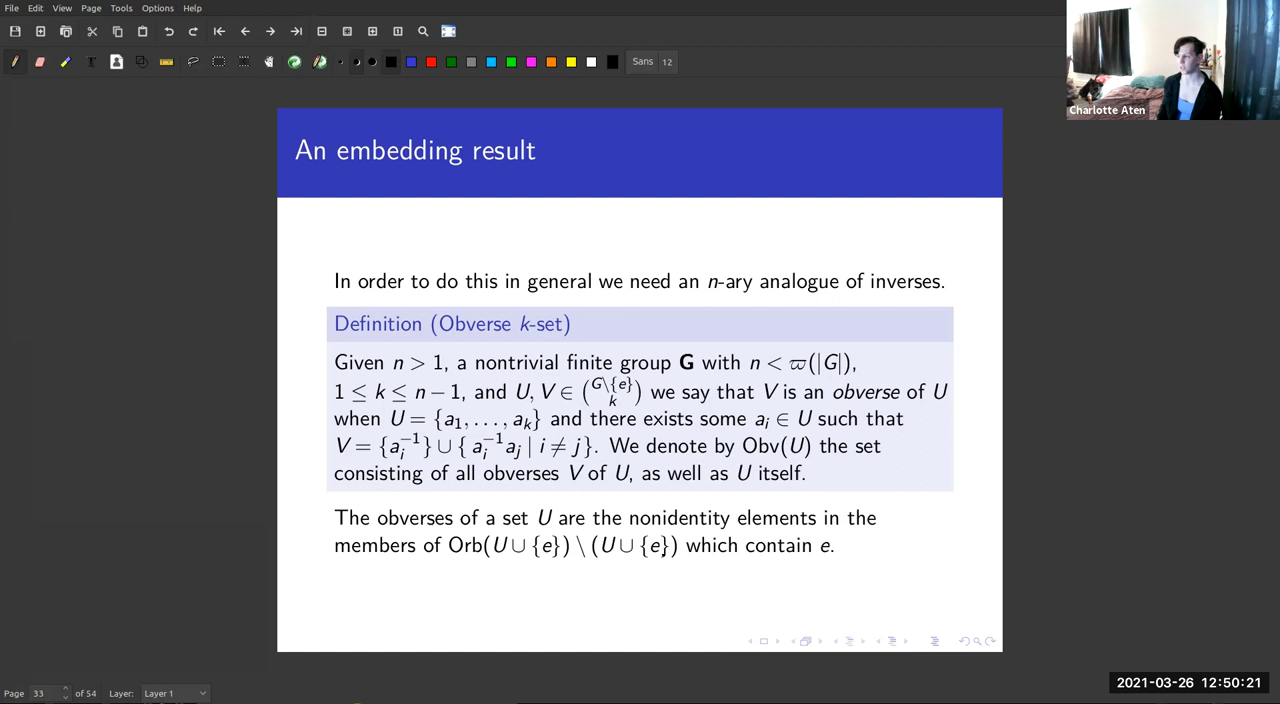 File Edit View Page Tools Options Help
Sans 12
Charlotte Aten
An embedding result
In order to do this in general we need an n-ary analogue of inverses.
Definition (Obverse k-set)
Given n > 1, a nontrivial finite group G with n < ϖ(|G|),
1 ≤ k ≤ n − 1, and U, V ∈ (G\{e} k) we say that V is an obverse of U
when U = {a₁, . . . , aₖ} and there exists some aᵢ ∈ U such that
V = {aᵢ⁻¹} ∪ { aᵢ⁻¹aⱼ | i ≠ j }. We denote by Obv(U) the set
consisting of all obverses V of U, as well as U itself.
The obverses of a set U are the nonidentity elements in the
members of Orb(U ∪ {e}) \ (U ∪ {e}) which contain e.
Page 33 of 54 Layer: Layer 1
2021-03-26 12:50:21